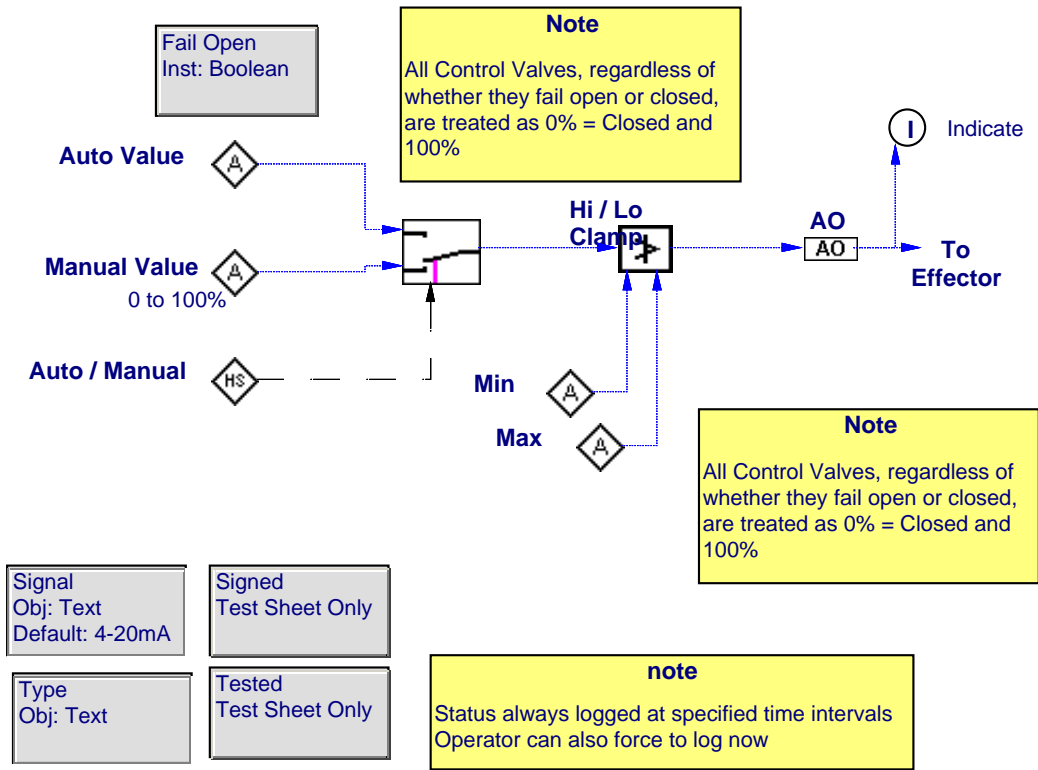 Fail Open
Inst: Boolean
Note
All Control Valves, regardless of
whether they fail open or closed,
are treated as 0% = Closed and
100%
I
Indicate
Auto Value
A
Hi / Lo
Clamp
AO
AO
To
Effector
Manual Value
A
0 to 100%
Auto / Manual
HS
Min
A
Max
A
Note
All Control Valves, regardless of
whether they fail open or closed,
are treated as 0% = Closed and
100%
Signal
Obj: Text
Default: 4-20mA
Signed
Test Sheet Only
Type
Obj: Text
Tested
Test Sheet Only
note
Status always logged at specified time intervals
Operator can also force to log now